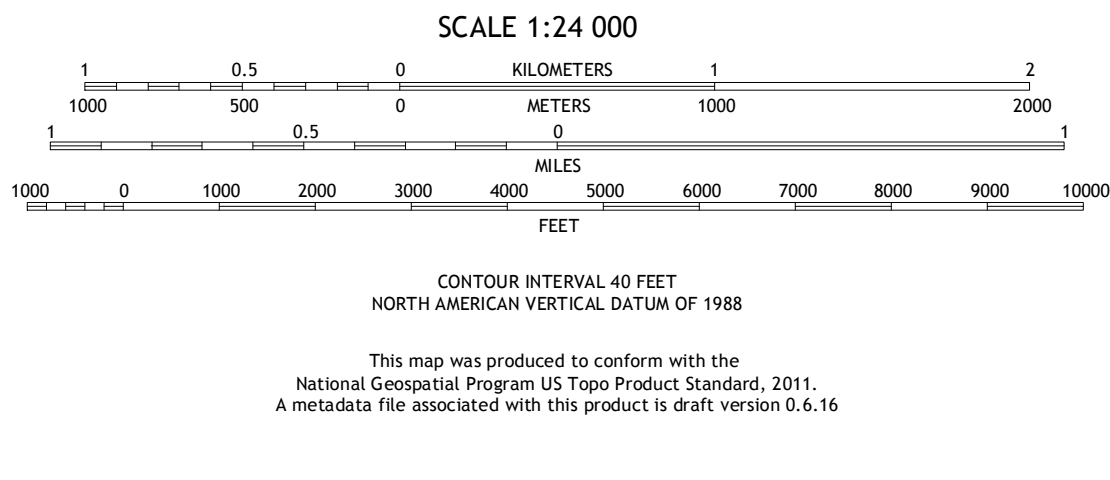 SCALE 1:24 000
1 0.5 0 KILOMETERS 1 2
1000 500 0 METERS 1000 2000
1 0.5 0 1
MILES
1000 0 1000 2000 3000 4000 5000 6000 7000 8000 9000 10000
FEET
CONTOUR INTERVAL 40 FEET
NORTH AMERICAN VERTICAL DATUM OF 1988
This map was produced to conform with the
National Geospatial Program US Topo Product Standard, 2011.
A metadata file associated with this product is draft version 0.6.16